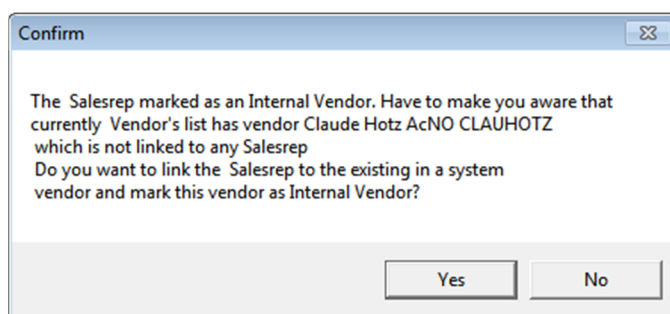 Confirm
The  Salesrep marked as an Internal Vendor. Have to make you aware that
currently  Vendor's list has vendor Claude Hotz AcNO CLAUHOTZ
which is not linked to any Salesrep
Do you want to link the  Salesrep to the existing in a system
vendor and mark this vendor as Internal Vendor?
Yes
No